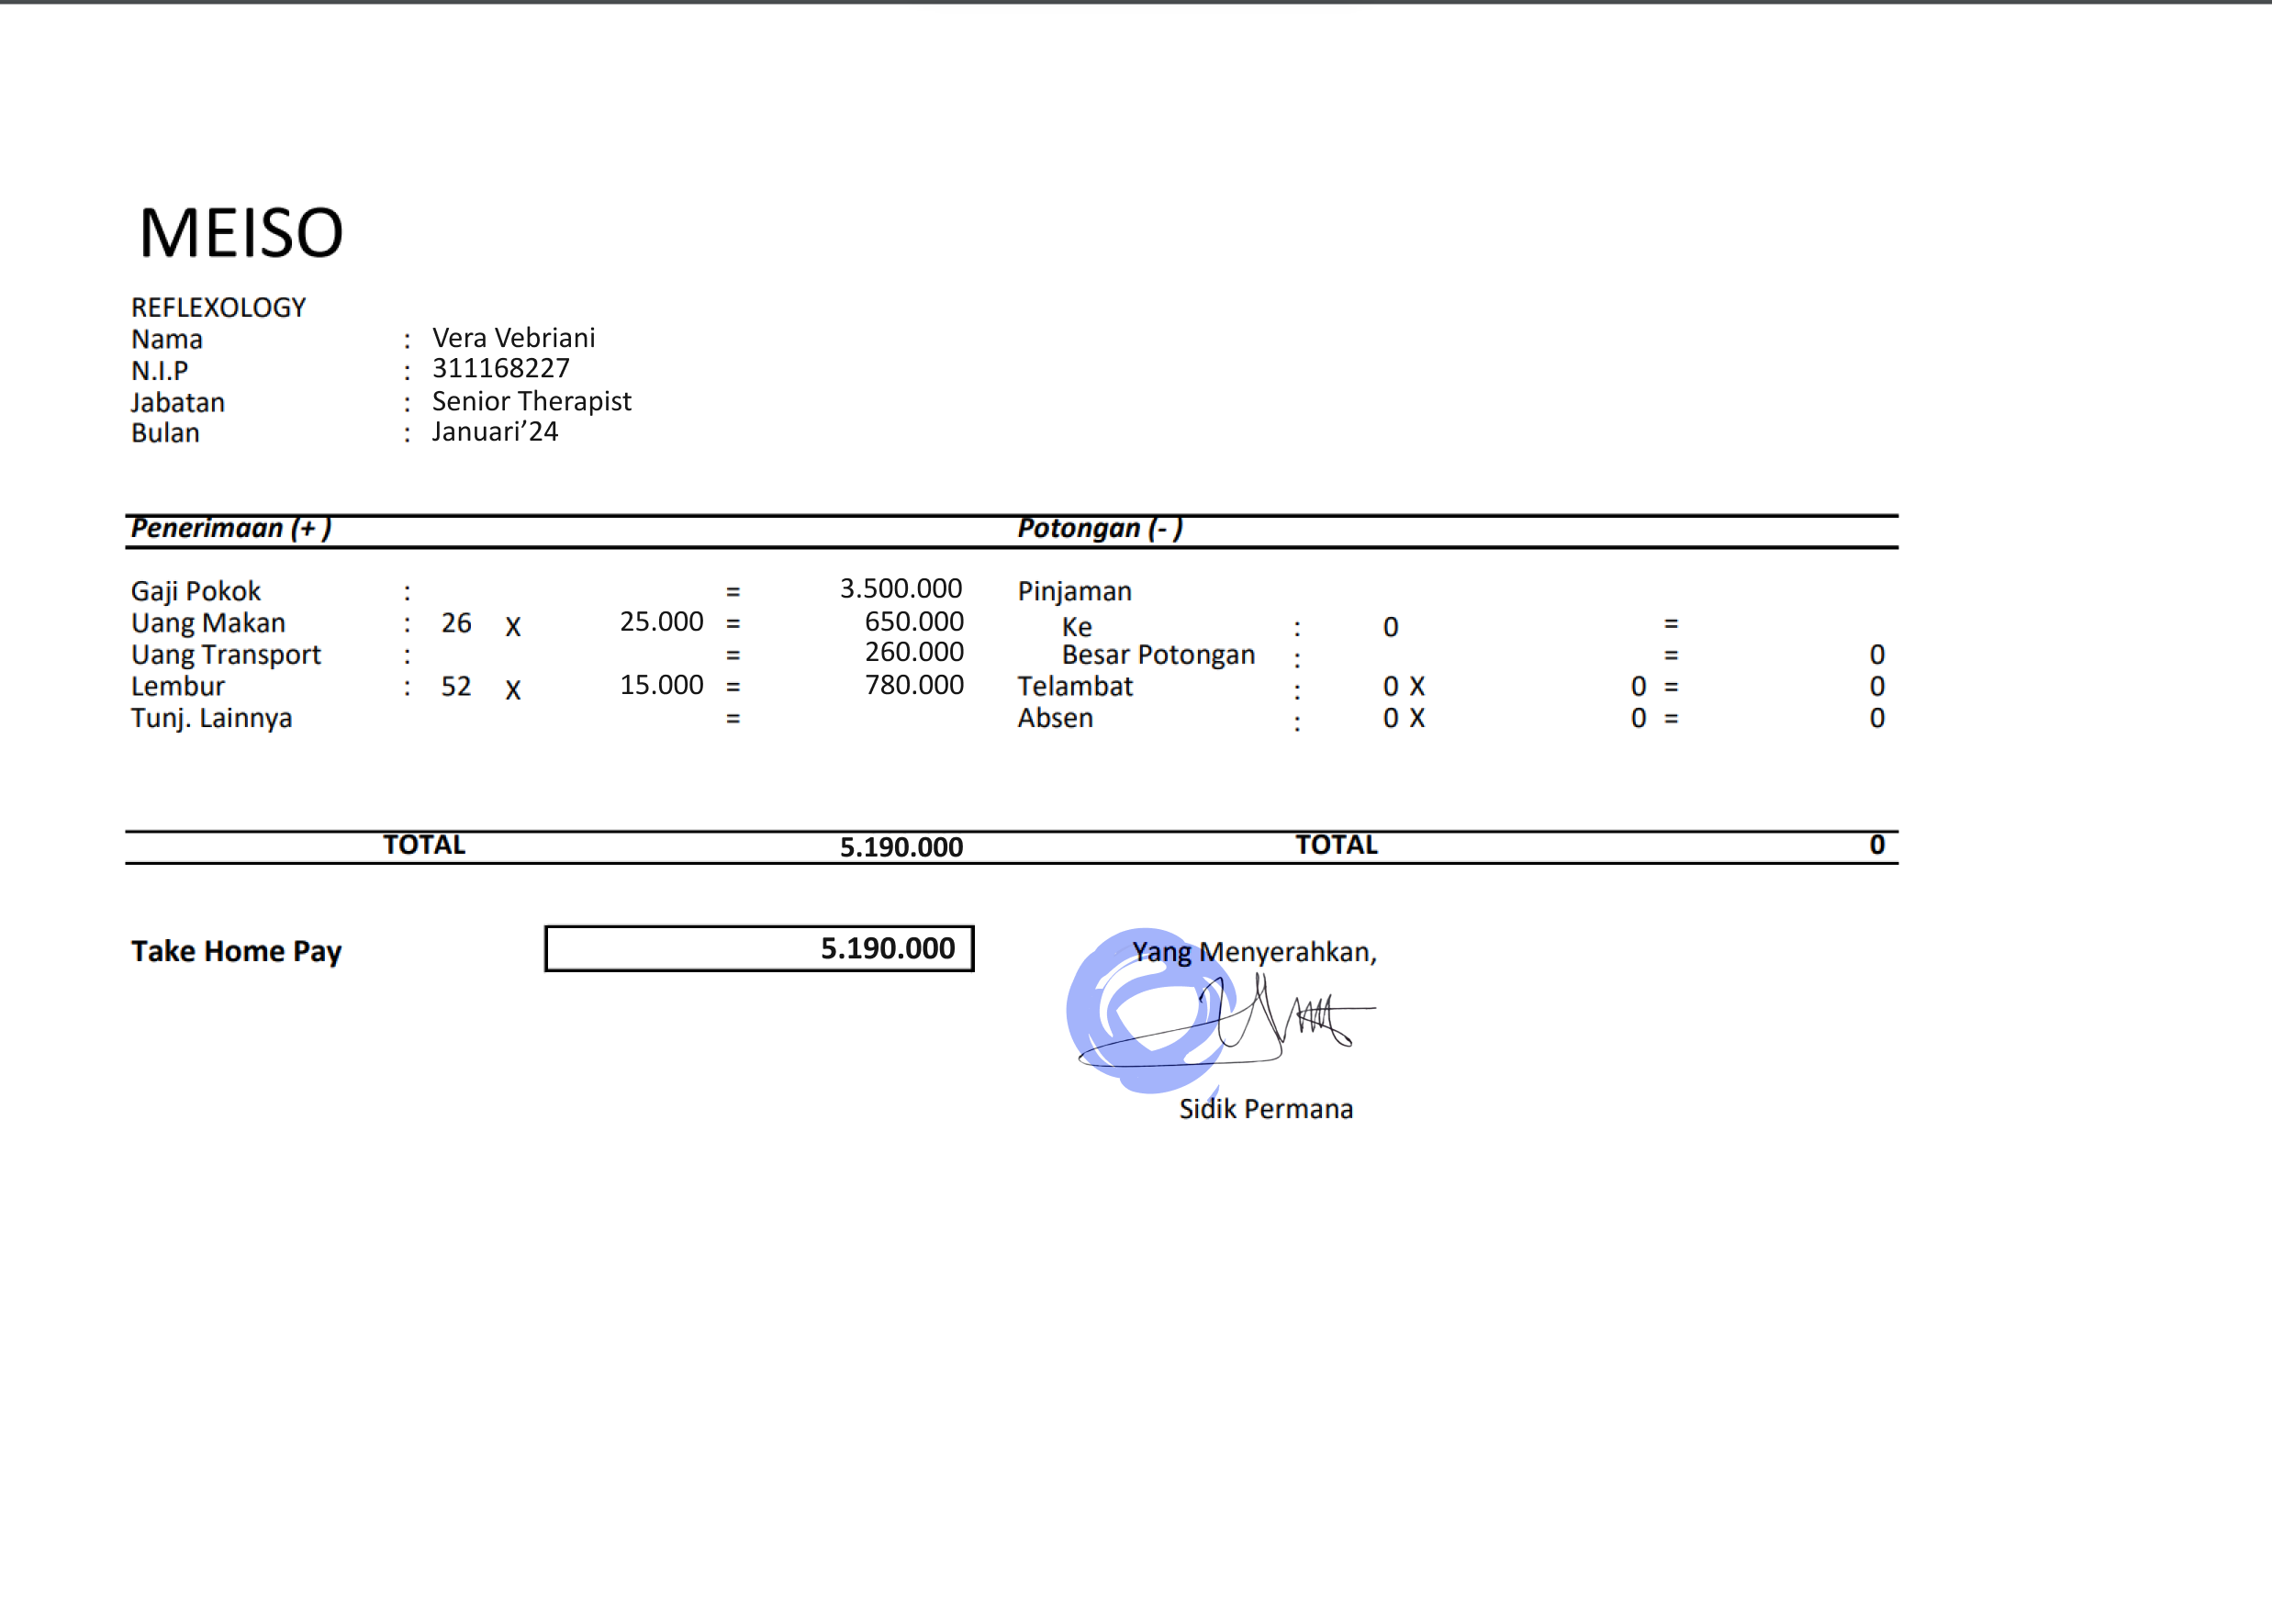 MEISO
REFLEXOLOGY
Nama : Vera Vebriani
N.I.P : 311168227
Jabatan : Senior Therapist
Bulan : Januari’24
Penerimaan (+ ) Potongan (- )
Gaji Pokok : = 3.500.000 Pinjaman
Uang Makan : 26 X 25.000 = 650.000 Ke : 0 =
Uang Transport : = 260.000 Besar Potongan : = 0
Lembur : 52 X 15.000 = 780.000 Telambat : 0 X 0 = 0
Tunj. Lainnya = Absen : 0 X 0 = 0
TOTAL 5.190.000 TOTAL 0
Take Home Pay 5.190.000 Yang Menyerahkan,
Sidik Permana